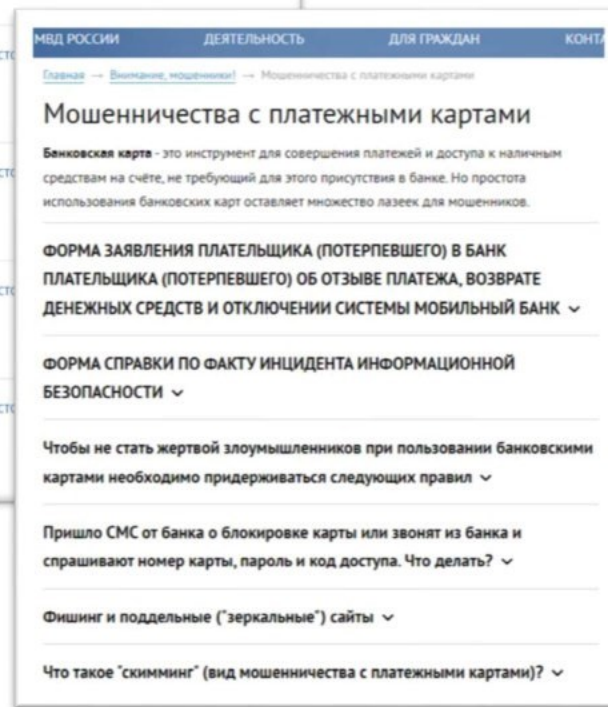 МВД РОССИИ ДЕЯТЕЛЬНОСТЬ ДЛЯ ГРАЖДАН
Главная → Внимание, мошенники! → Мошенничества с платежными картами
Мошенничества с платежными картами
Банковская карта - это инструмент для совершения платежей и доступа к наличным
средствам на счёте, не требующий для этого присутствия в банке. Но простота
использования банковских карт оставляет множество лазеек для мошенников.
ФОРМА ЗАЯВЛЕНИЯ ПЛАТЕЛЬЩИКА (ПОТЕРПЕВШЕГО) В БАНК
ПЛАТЕЛЬЩИКА (ПОТЕРПЕВШЕГО) ОБ ОТЗЫВЕ ПЛАТЕЖА, ВОЗВРАТЕ
ДЕНЕЖНЫХ СРЕДСТВ И ОТКЛЮЧЕНИИ СИСТЕМЫ МОБИЛЬНЫЙ БАНК
ФОРМА СПРАВКИ ПО ФАКТУ ИНЦИДЕНТА ИНФОРМАЦИОННОЙ
БЕЗОПАСНОСТИ
Чтобы не стать жертвой злоумышленников при пользовании банковскими
картами необходимо придерживаться следующих правил
Пришло СМС от банка о блокировке карты или звонят из банка и
спрашивают номер карты, пароль и код доступа. Что делать?
Фишинг и поддельные ("зеркальные") сайты
Что такое "скимминг" (вид мошенничества с платежными картами)?